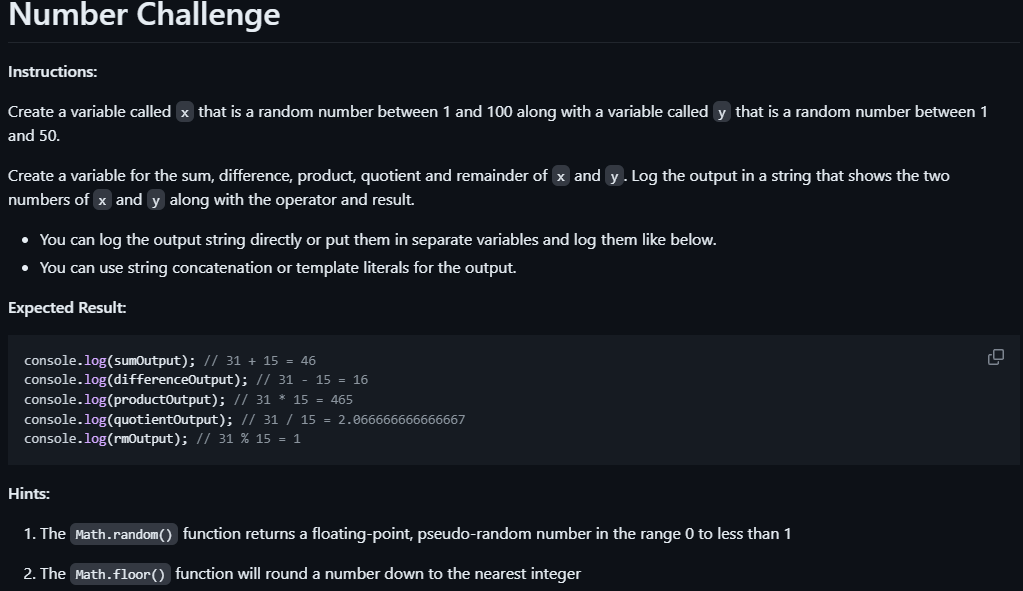 Number Challenge
Instructions:
Create a variable called x that is a random number between 1 and 100 along with a variable called y that is a random number between 1
and 50.
Create a variable for the sum, difference, product, quotient and remainder of x and y. Log the output in a string that shows the two
numbers of x and y along with the operator and result.
• You can log the output string directly or put them in separate variables and log them like below.
• You can use string concatenation or template literals for the output.
Expected Result:
console.log(sumOutput); // 31 + 15 = 46
console.log(differenceOutput); // 31 - 15 = 16
console.log(productOutput); // 31 * 15 = 465
console.log(quotientOutput); // 31 / 15 = 2.066666666666667
console.log(rmOutput); // 31 % 15 = 1
Hints:
1. The Math.random() function returns a floating-point, pseudo-random number in the range 0 to less than 1
2. The Math.floor() function will round a number down to the nearest integer